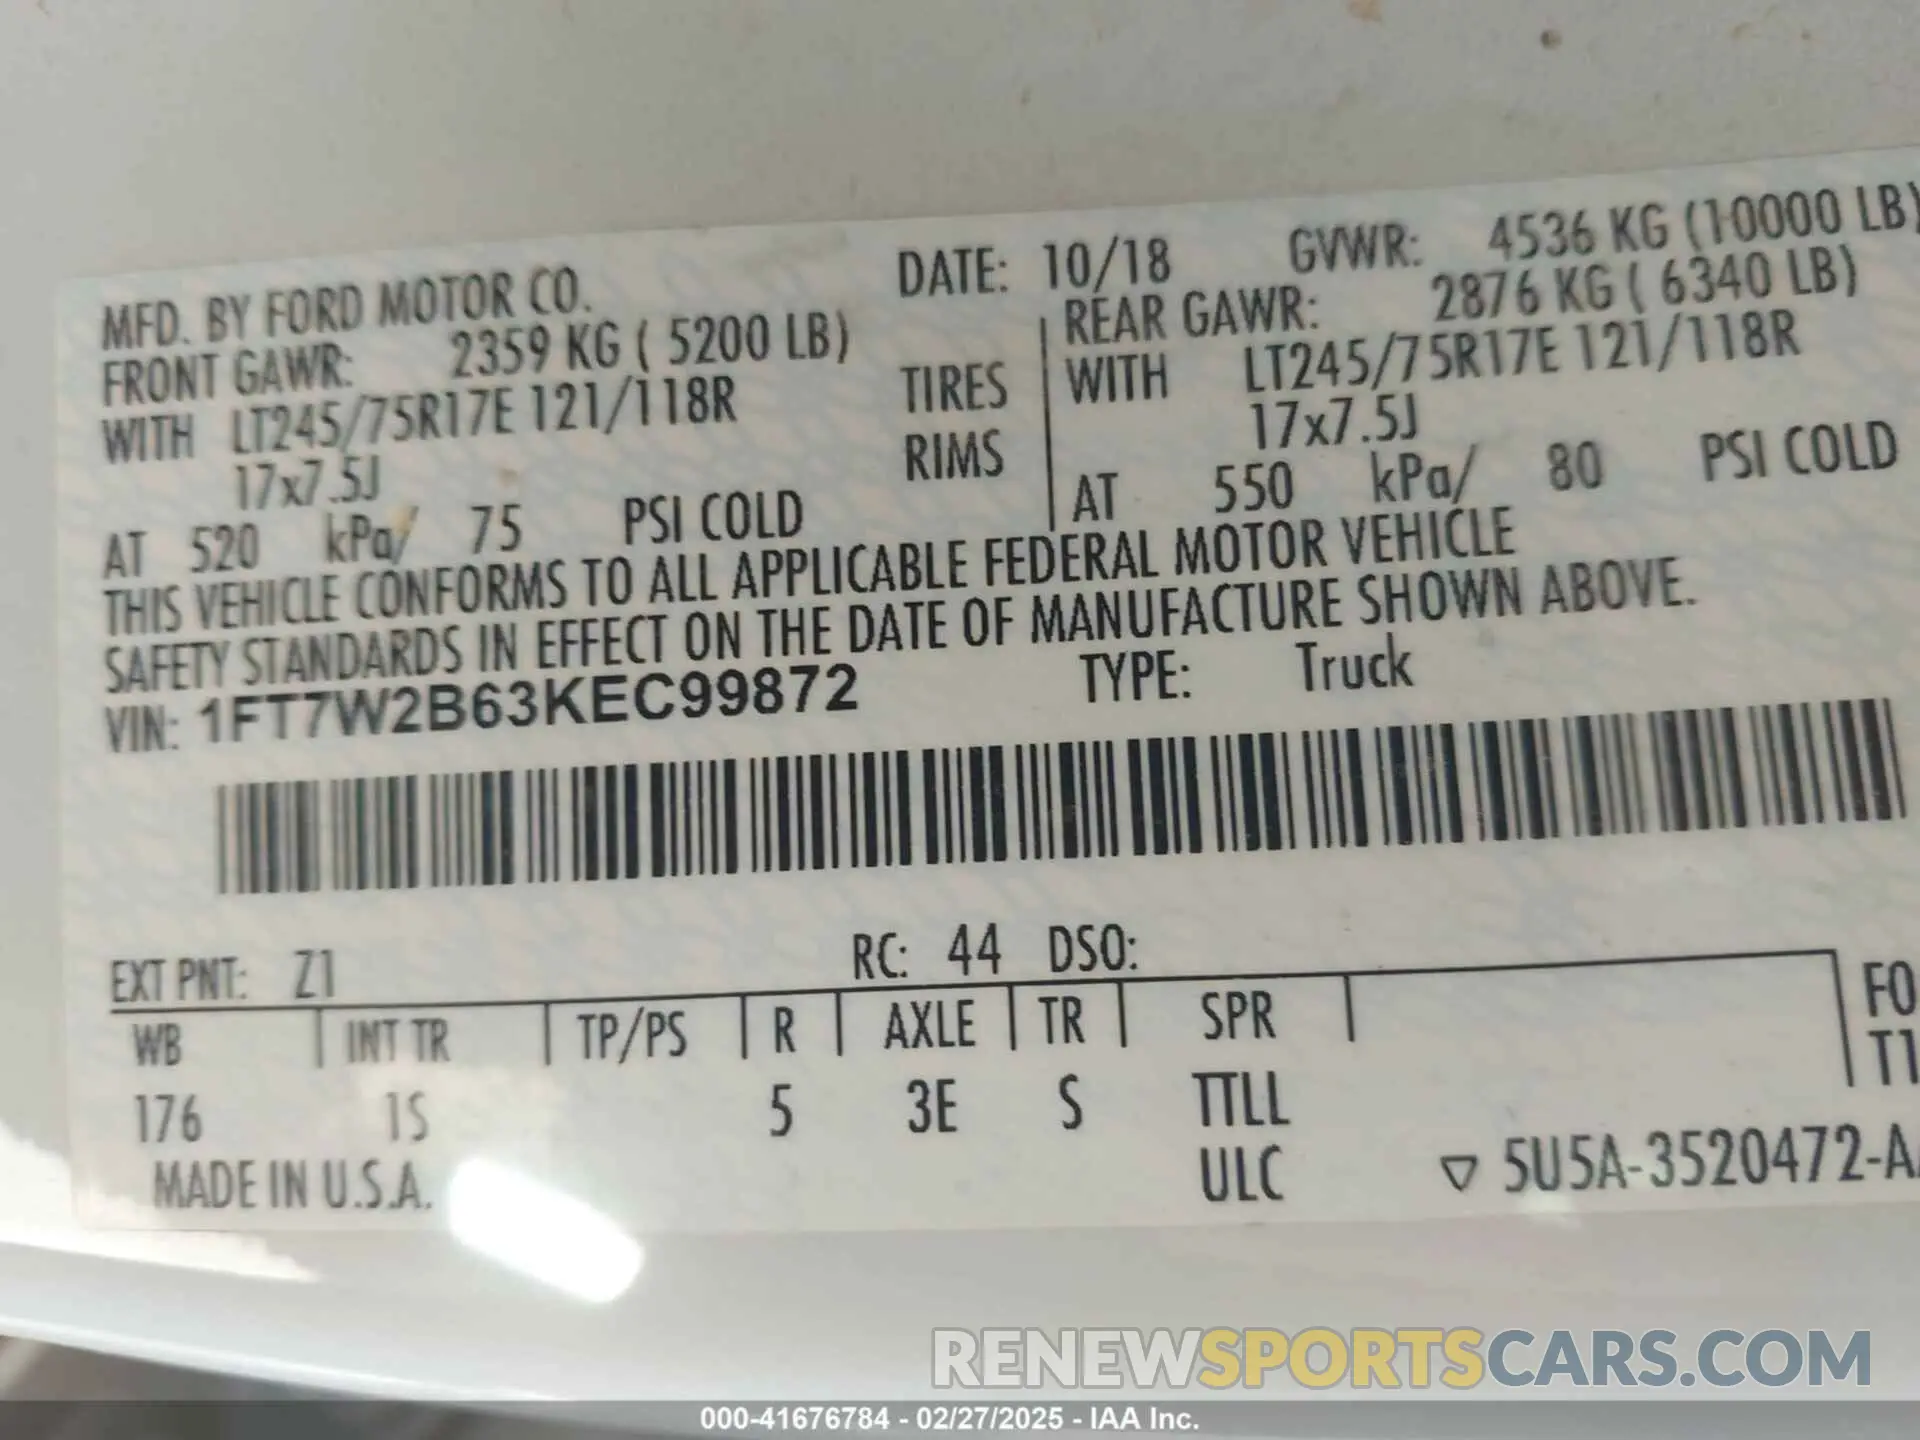 MFD. BY FORD MOTOR CO. DATE: 10/18 GVWR: 4536 KG (10000 LB)
FRONT GAWR: 2359 KG ( 5200 LB) REAR GAWR: 2876 KG ( 6340 LB)
WITH LT245/75R17E 121/118R TIRES WITH LT245/75R17E 121/118R
17x7.5J RIMS 17x7.5J
AT 520 kPa/ 75 PSI COLD AT 550 kPa/ 80 PSI COLD
THIS VEHICLE CONFORMS TO ALL APPLICABLE FEDERAL MOTOR VEHICLE
SAFETY STANDARDS IN EFFECT ON THE DATE OF MANUFACTURE SHOWN ABOVE.
VIN: 1FT7W2B63KEC99872 TYPE: Truck
EXT PNT: Z1 RC: 44 DSO:
WB INT TR TP/PS R AXLE TR SPR FO
T1
176 1S 5 3E S TTLL
MADE IN U.S.A. ULC ▽ 5U5A-3520472-A
RENEWSPORTSCARS.COM
000-41676784 - 02/27/2025 - IAA Inc.